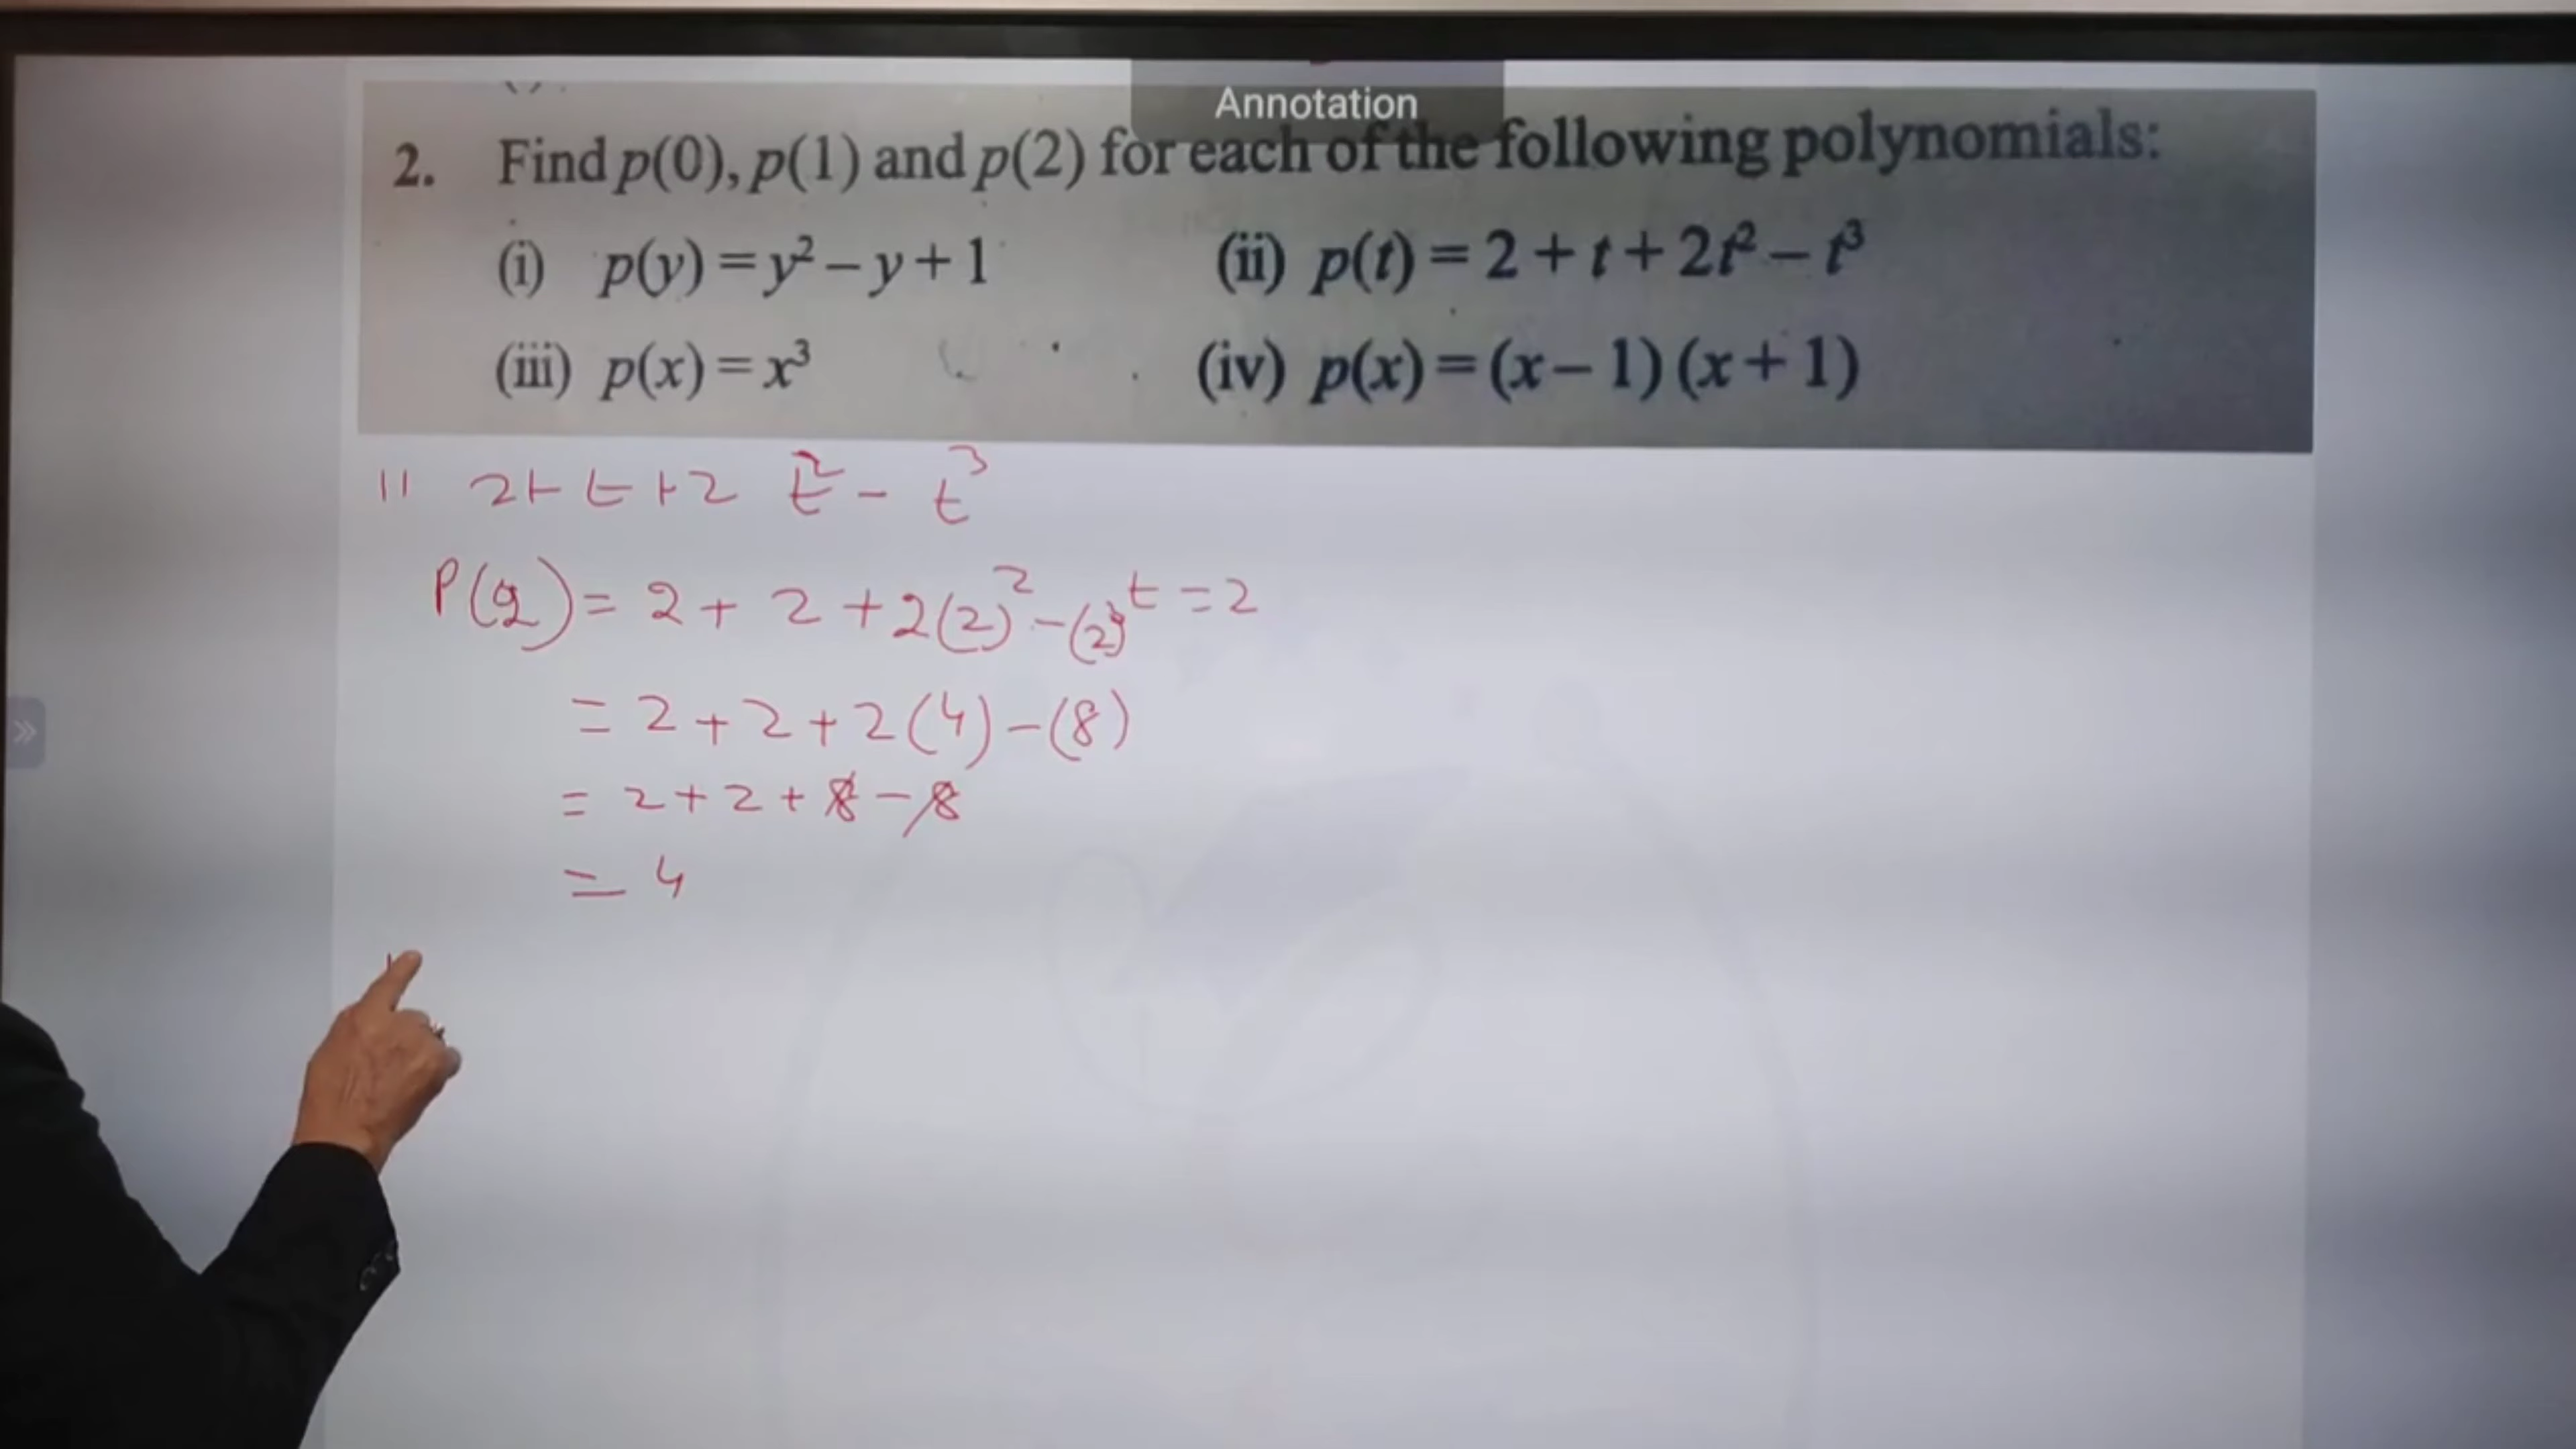 Annotation
2. Find p(0), p(1) and p(2) for each of the following polynomials:
(i) p(y) = y² – y + 1 (ii) p(t) = 2 + t + 2t² – t³
(iii) p(x) = x³ (iv) p(x) = (x – 1) (x + 1)
11 2+ t +2 t² - t³
P(2) = 2 + 2 + 2(2)² - (2)³ t = 2
= 2 + 2 + 2(4) - (8)
= 2 + 2 + 8 - 8
= 4